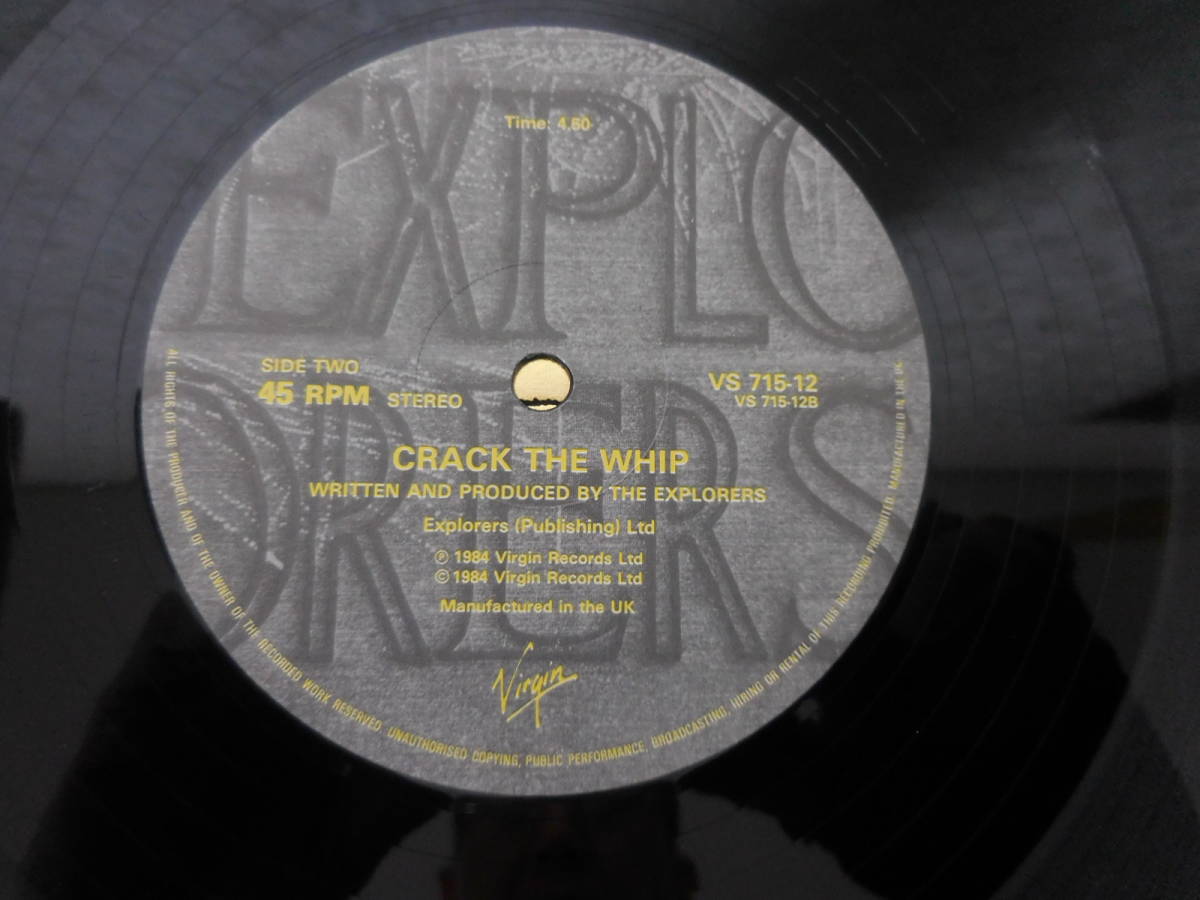 EXPLO
ORERS
Time: 4.50
SIDE TWO
45 RPM STEREO
VS 715-12
VS 715-12B
CRACK THE WHIP
WRITTEN AND PRODUCED BY THE EXPLORERS
Explorers (Publishing) Ltd
℗ 1984 Virgin Records Ltd
© 1984 Virgin Records Ltd
Manufactured in the UK
Virgin
ALL RIGHTS OF THE PRODUCER AND OF THE OWNER OF THE RECORDED WORK RESERVED. UNAUTHORISED COPYING, PUBLIC PERFORMANCE, BROADCASTING, HIRING OR RENTAL OF THIS RECORDING PROHIBITED. MANUFACTURED IN THE UK.